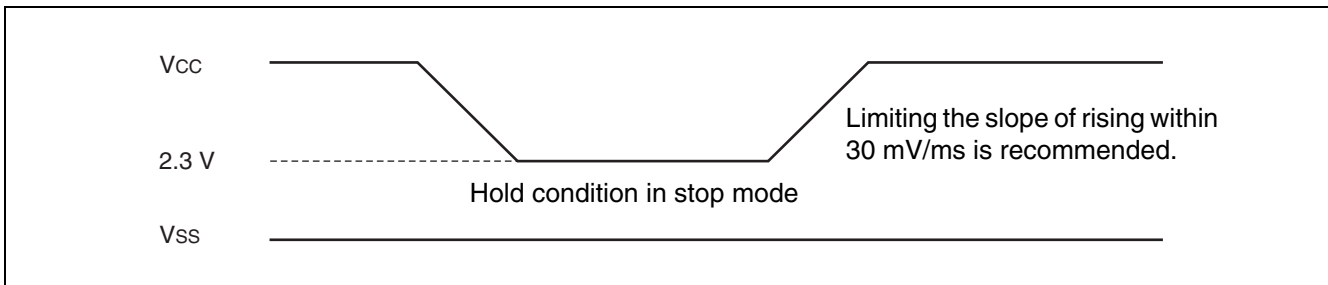 Vcc
Limiting the slope of rising within
30 mV/ms is recommended.
2.3 V
Hold condition in stop mode
Vss